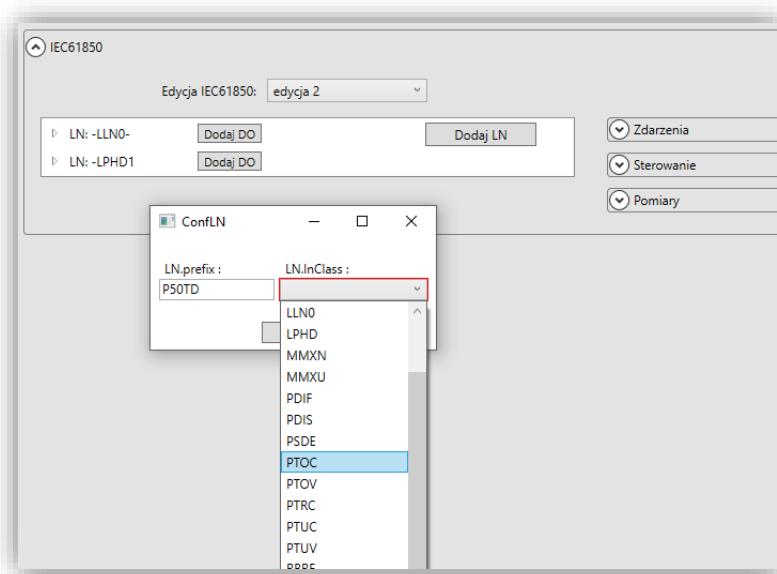 IEC61850
Edycja IEC61850: edycja 2
LN: -LLN0- Dodaj DO Dodaj LN
LN: -LPHD1 Dodaj DO
Zdarzenia
Sterowanie
Pomiary
ConfLN
LN.prefix : LN.InClass :
P50TD
LLN0
LPHD
MMXN
MMXU
PDIF
PDIS
PSDE
PTOC
PTOV
PTRC
PTUC
PTUV